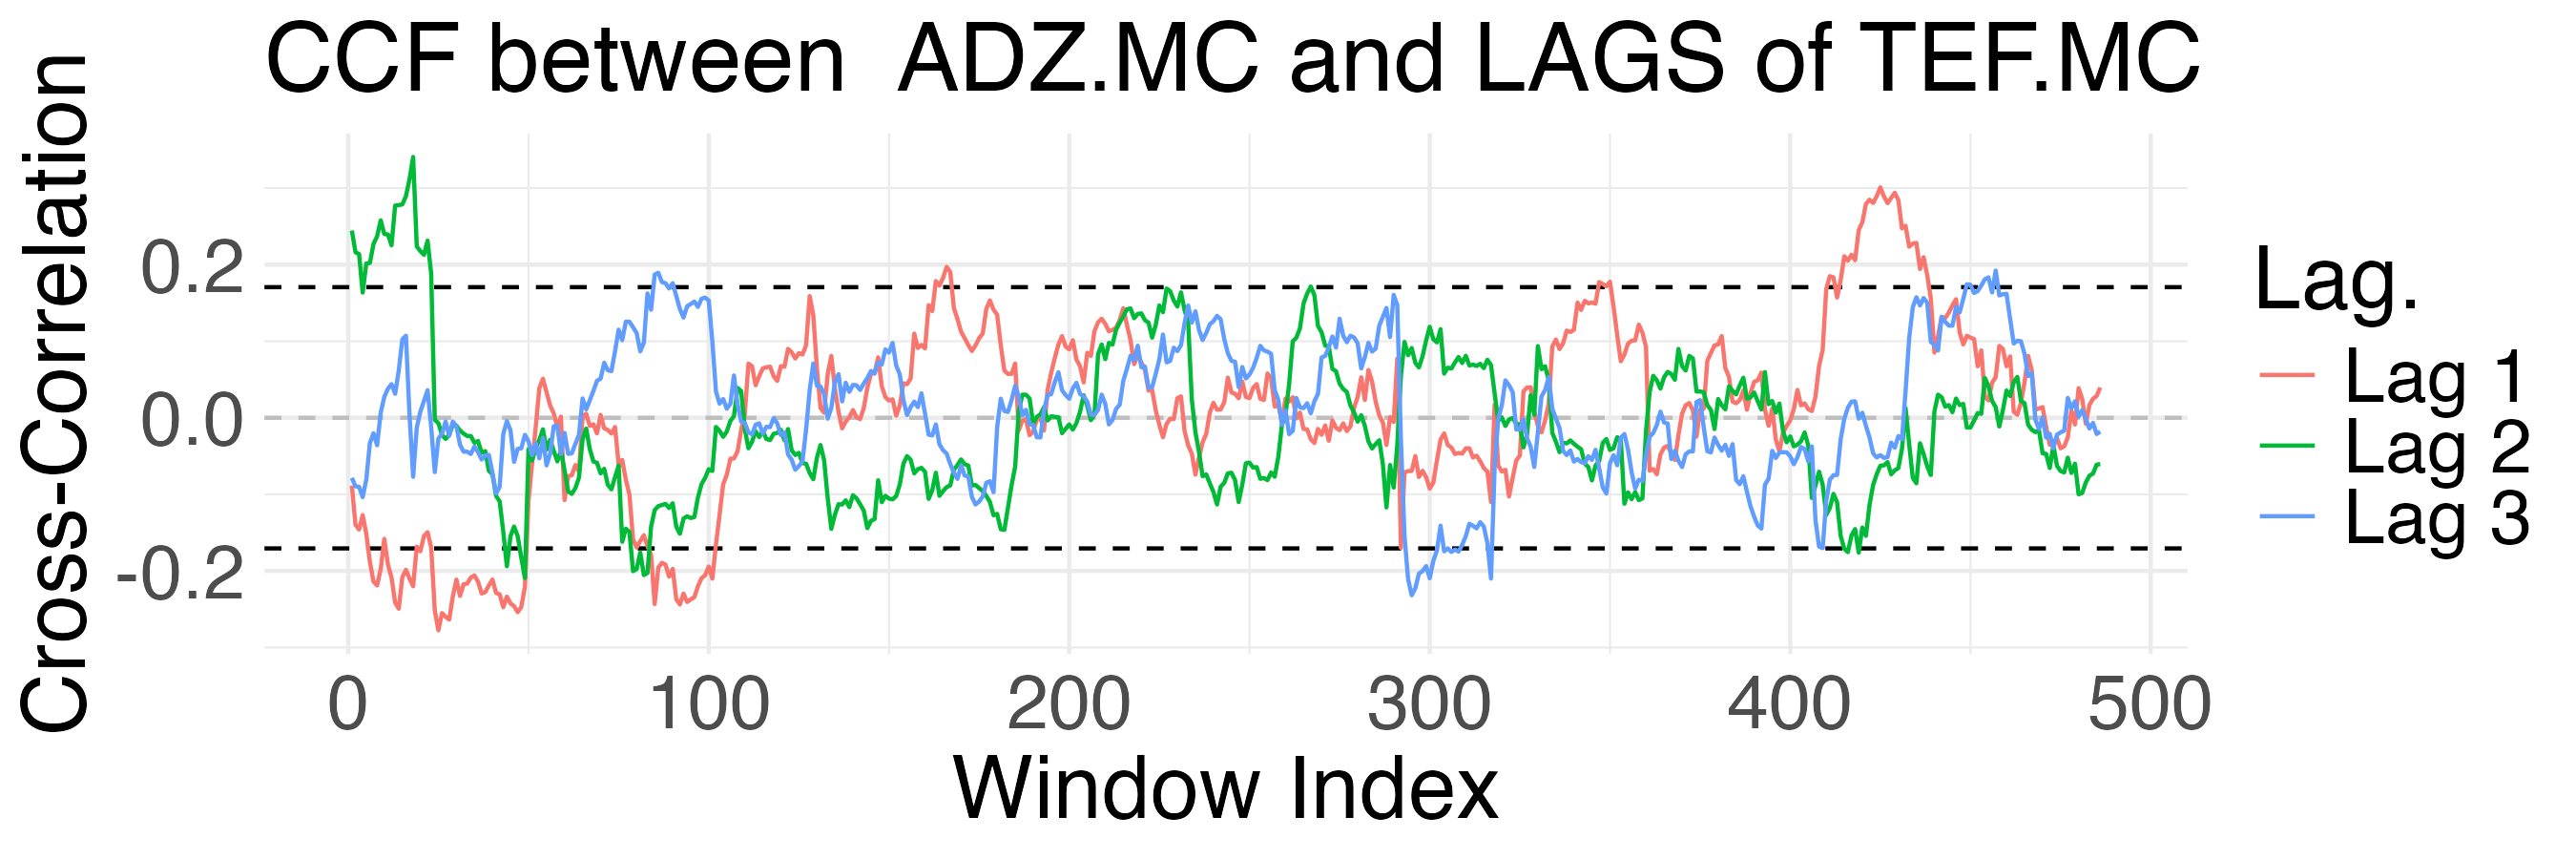 CCF between  ADZ.MC and LAGS of TEF.MC
Cross-Correlation
0.2
0.0
-0.2
0 100 200 300 400 500
Window Index
Lag.
Lag 1
Lag 2
Lag 3